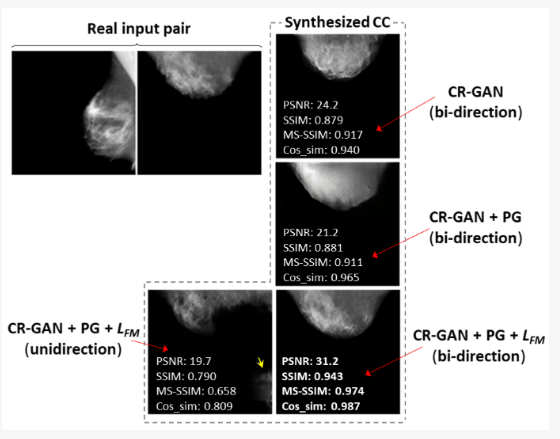 Real input pair
Synthesized CC
PSNR: 24.2
SSIM: 0.879
MS-SSIM: 0.917
Cos_sim: 0.940
CR-GAN
(bi-direction)
PSNR: 21.2
SSIM: 0.881
MS-SSIM: 0.911
Cos_sim: 0.965
CR-GAN + PG
(bi-direction)
CR-GAN + PG + LFM
(unidirection)
PSNR: 19.7
SSIM: 0.790
MS-SSIM: 0.658
Cos_sim: 0.809
PSNR: 31.2
SSIM: 0.943
MS-SSIM: 0.974
Cos_sim: 0.987
CR-GAN + PG + LFM
(bi-direction)